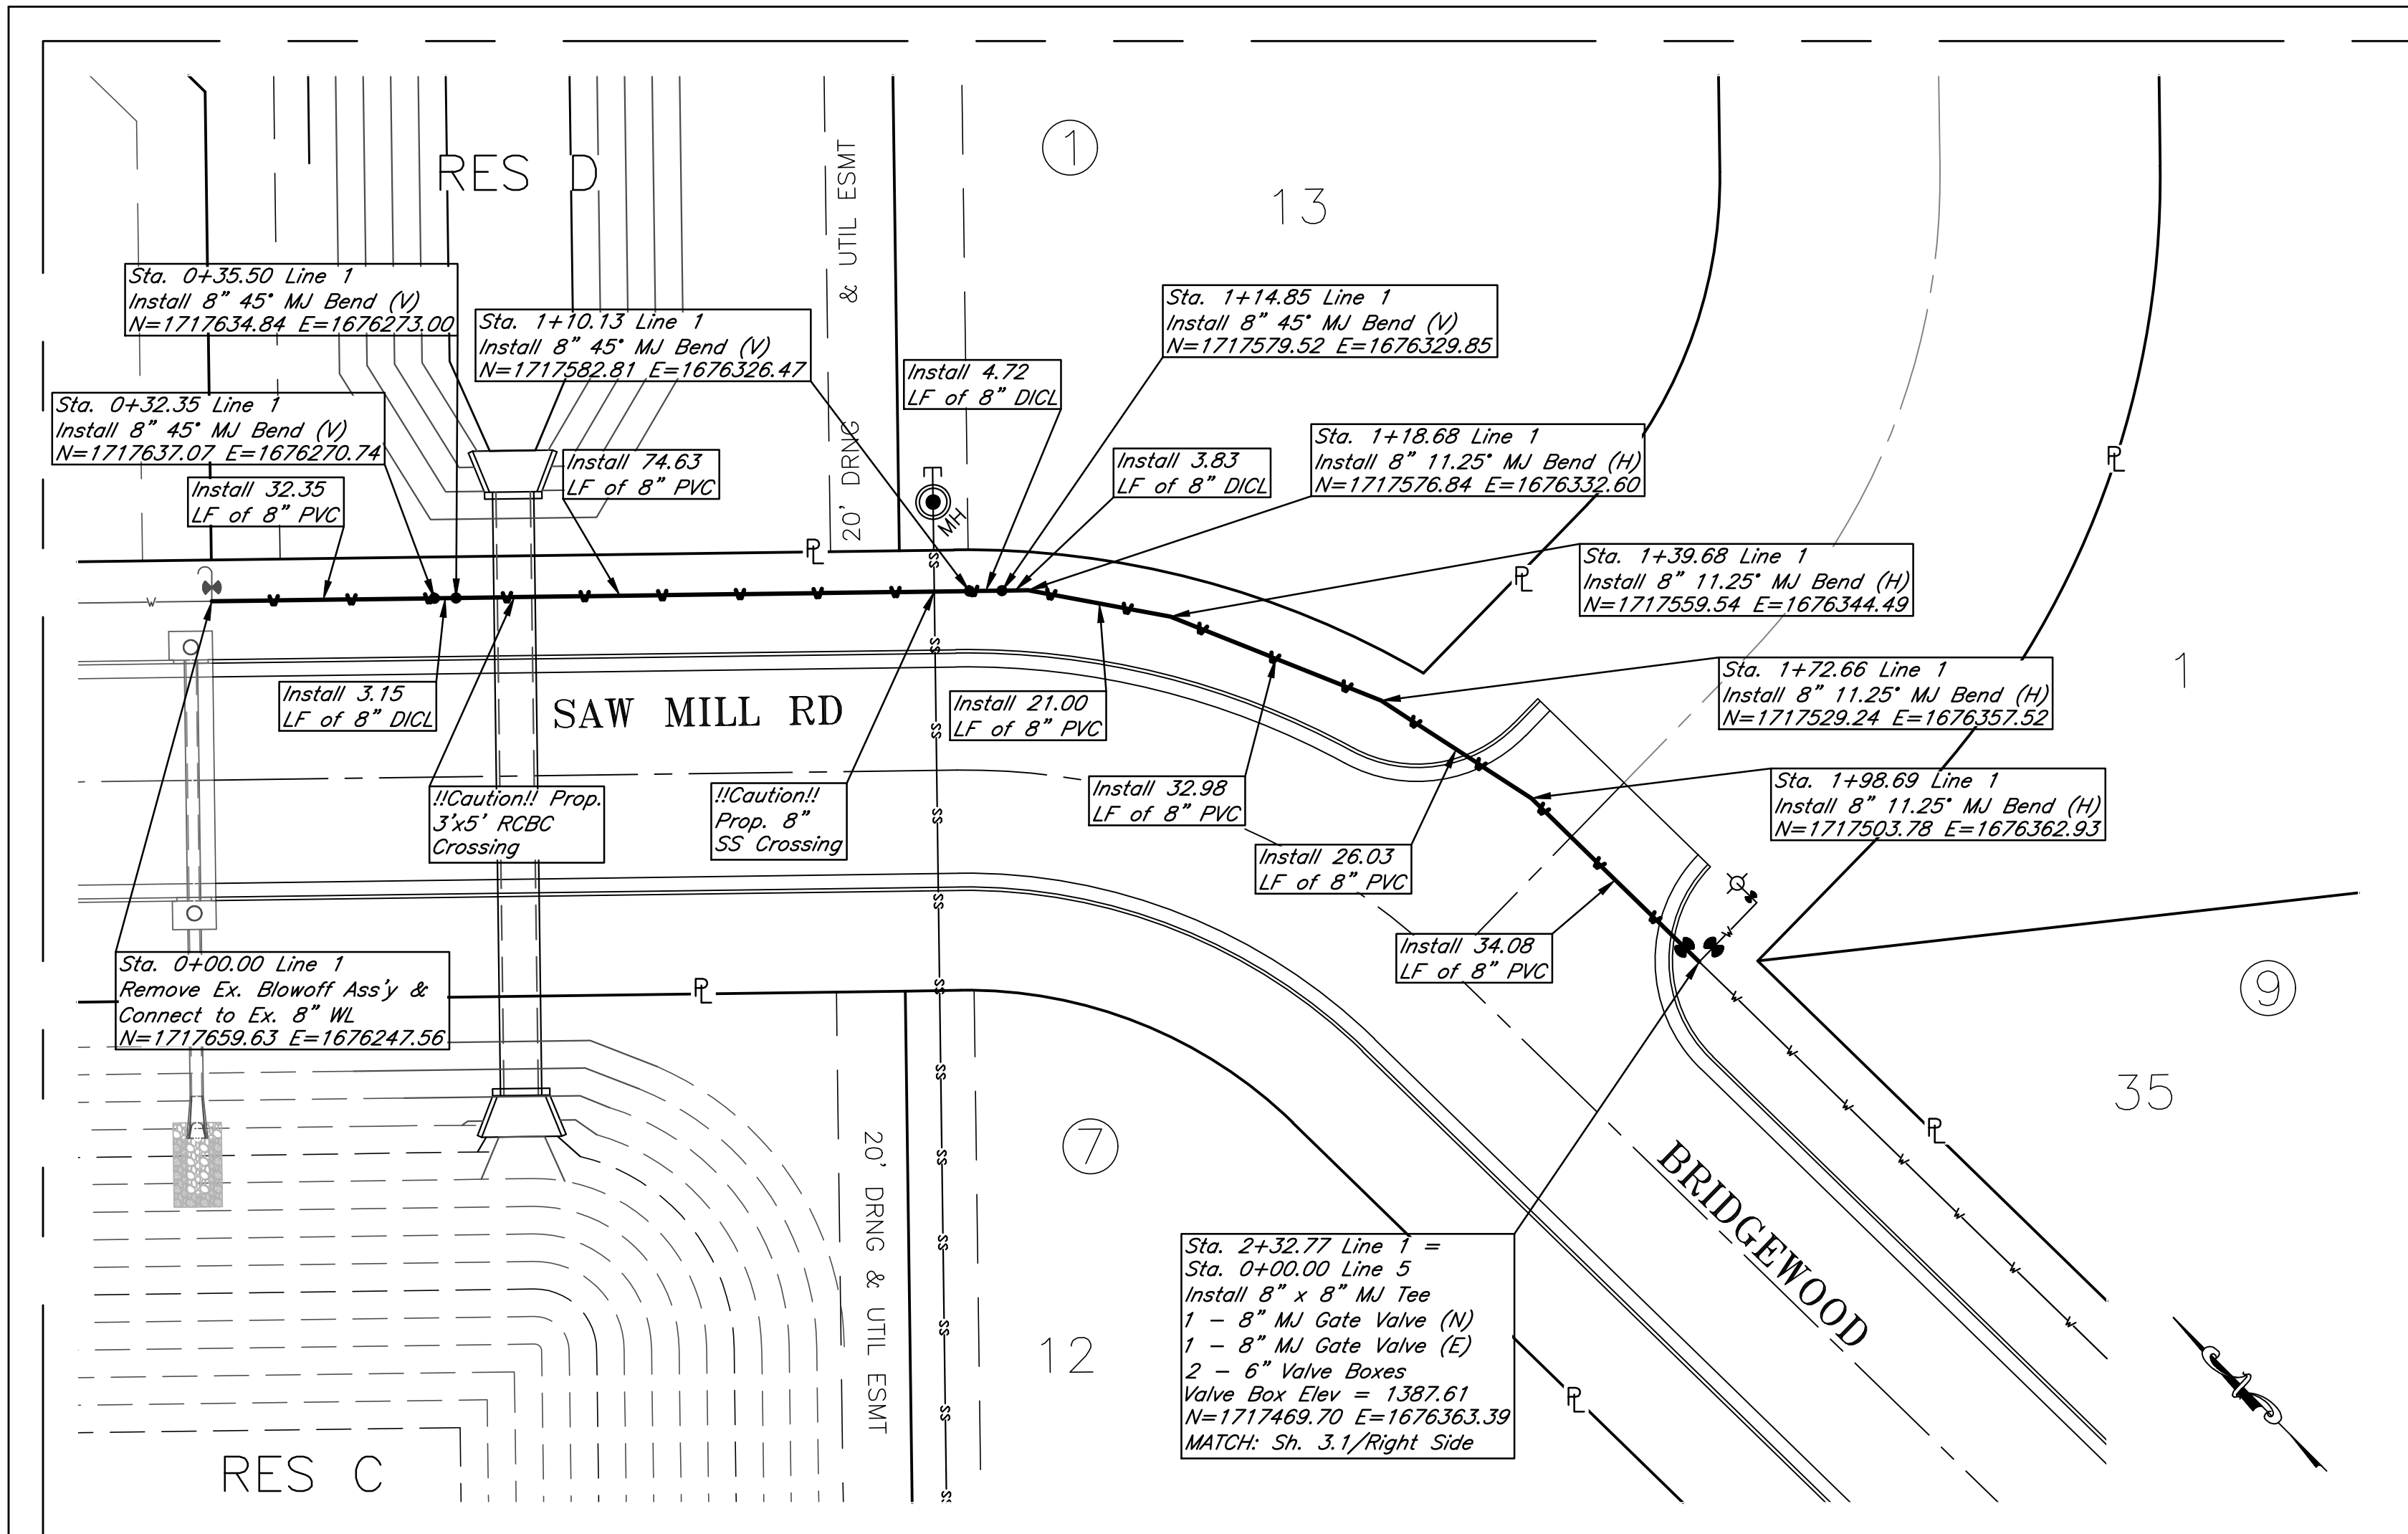 RES D
1
13
20' DRNG & UTIL ESMT
Sta. 0+35.50 Line 1
Install 8" 45° MJ Bend (V)
N=1717634.84 E=1676273.00
Sta. 1+10.13 Line 1
Install 8" 45° MJ Bend (V)
N=1717582.81 E=1676326.47
Sta. 1+14.85 Line 1
Install 8" 45° MJ Bend (V)
N=1717579.52 E=1676329.85
Install 4.72
LF of 8" DICL
Sta. 0+32.35 Line 1
Install 8" 45° MJ Bend (V)
N=1717637.07 E=1676270.74
Install 32.35
LF of 8" PVC
Install 74.63
LF of 8" PVC
MH
Install 3.83
LF of 8" DICL
Sta. 1+18.68 Line 1
Install 8" 11.25° MJ Bend (H)
N=1717576.84 E=1676332.60
Sta. 1+39.68 Line 1
Install 8" 11.25° MJ Bend (H)
N=1717559.54 E=1676344.49
Sta. 1+72.66 Line 1
Install 8" 11.25° MJ Bend (H)
N=1717529.24 E=1676357.52
1
Install 3.15
LF of 8" DICL
SAW MILL RD
Install 21.00
LF of 8" PVC
!!Caution!! Prop.
3'x5' RCBC
Crossing
!!Caution!!
Prop. 8"
SS Crossing
Install 32.98
LF of 8" PVC
Sta. 1+98.69 Line 1
Install 8" 11.25° MJ Bend (H)
N=1717503.78 E=1676362.93
Install 26.03
LF of 8" PVC
Install 34.08
LF of 8" PVC
Sta. 0+00.00 Line 1
Remove Ex. Blowoff Ass'y &
Connect to Ex. 8" WL
N=1717659.63 E=1676247.56
9
35
7
BRIDGEWOOD
20' DRNG & UTIL ESMT
12
Sta. 2+32.77 Line 1 =
Sta. 0+00.00 Line 5
Install 8" x 8" MJ Tee
1 - 8" MJ Gate Valve (N)
1 - 8" MJ Gate Valve (E)
2 - 6" Valve Boxes
Valve Box Elev = 1387.61
N=1717469.70 E=1676363.39
MATCH: Sh. 3.1/Right Side
RES C